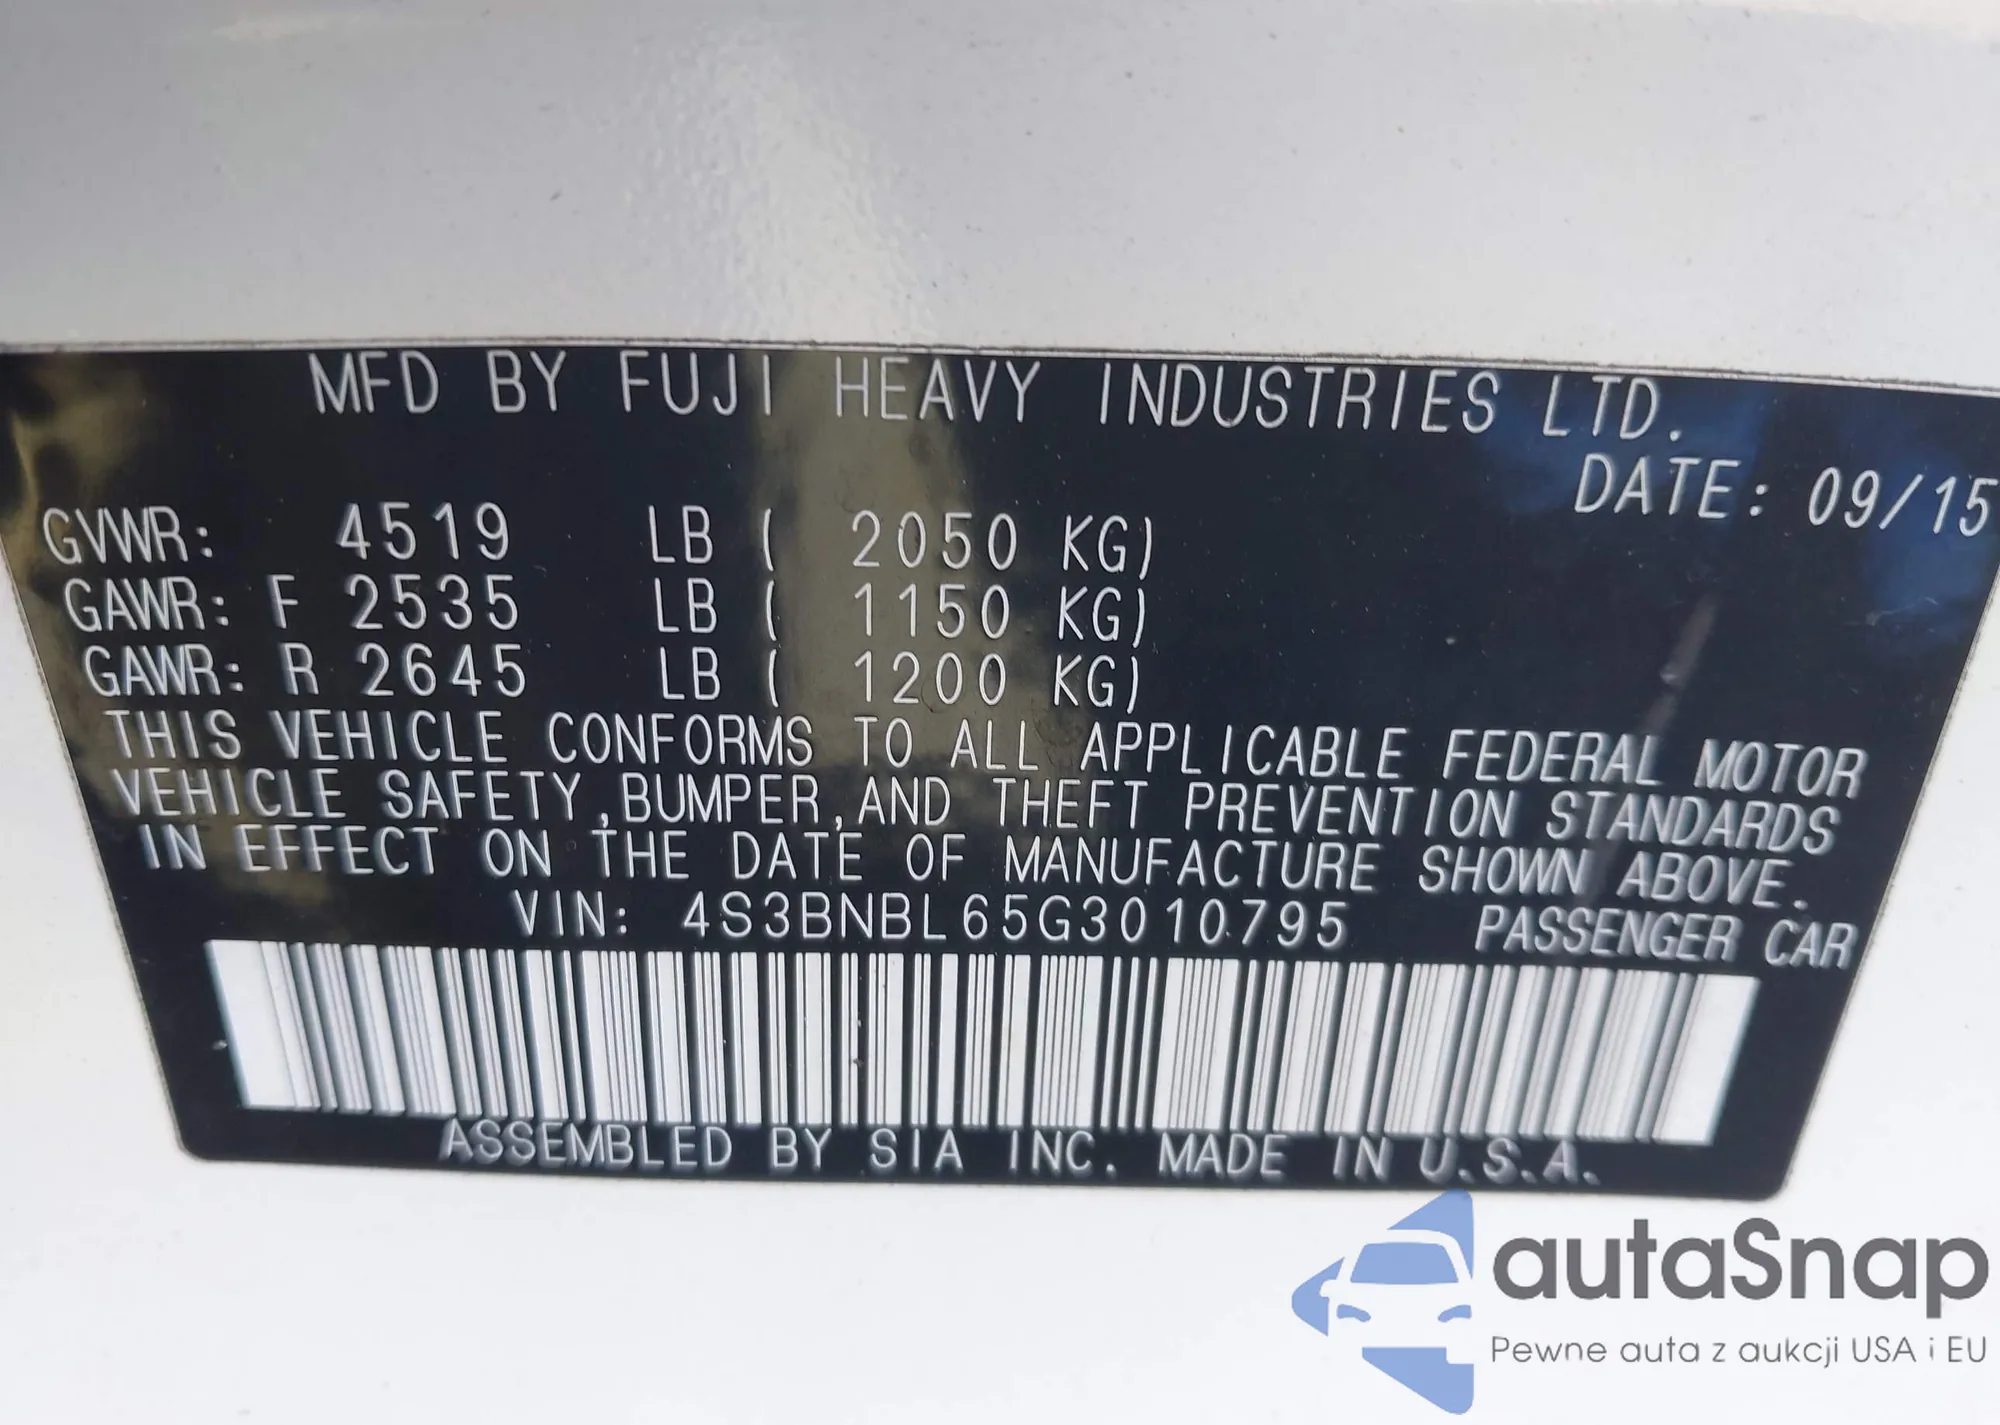 MFD BY FUJI HEAVY INDUSTRIES LTD.
DATE: 09/15
GVWR: 4519 LB ( 2050 KG)
GAWR: F 2535 LB ( 1150 KG)
GAWR: R 2645 LB ( 1200 KG)
THIS VEHICLE CONFORMS TO ALL APPLICABLE FEDERAL MOTOR
VEHICLE SAFETY,BUMPER,AND THEFT PREVENTION STANDARDS
IN EFFECT ON THE DATE OF MANUFACTURE SHOWN ABOVE.
VIN: 4S3BNBL65G3010795 PASSENGER CAR
ASSEMBLED BY SIA INC. MADE IN U.S.A.
autaSnap
Pewne auta z aukcji USA i EU